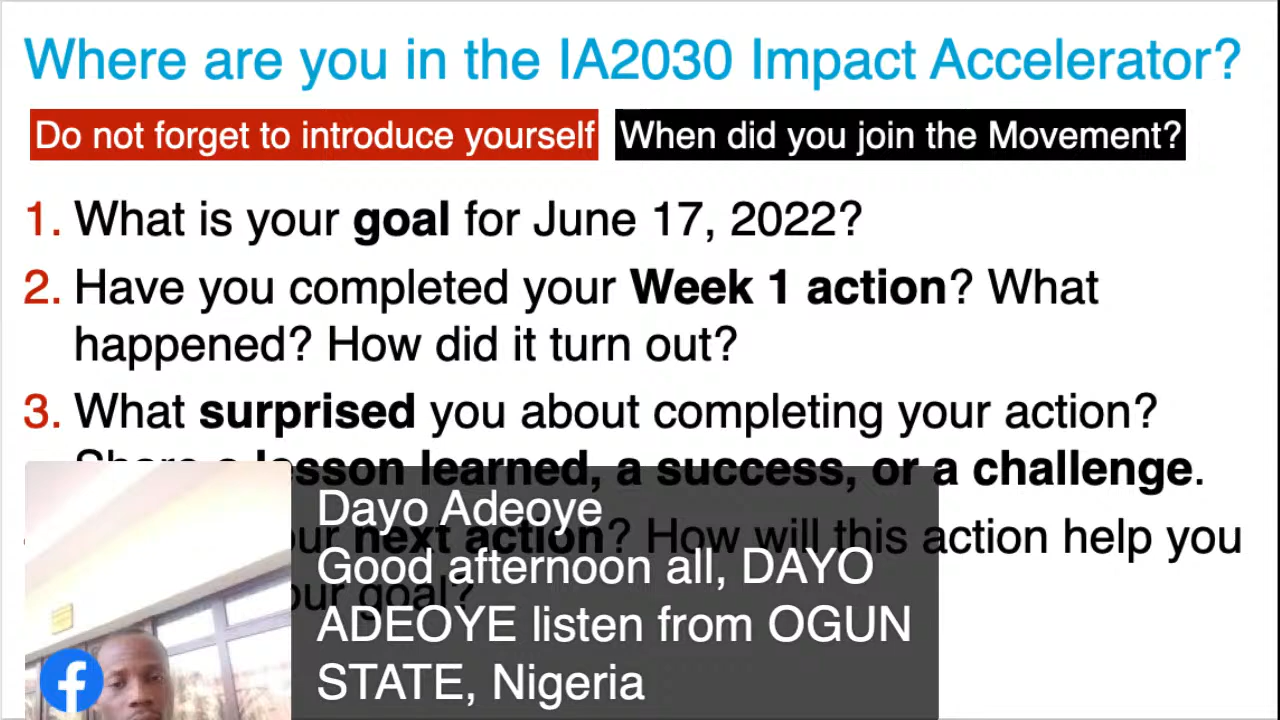 Where are you in the IA2030 Impact Accelerator?
Do not forget to introduce yourself When did you join the Movement?
1. What is your goal for June 17, 2022?
2. Have you completed your Week 1 action? What
happened? How did it turn out?
3. What surprised you about completing your action?
Share a lesson learned, a success, or a challenge.
next action? How will this action help you
goal?
Dayo Adeoye
Good afternoon all, DAYO
ADEOYE listen from OGUN
STATE, Nigeria